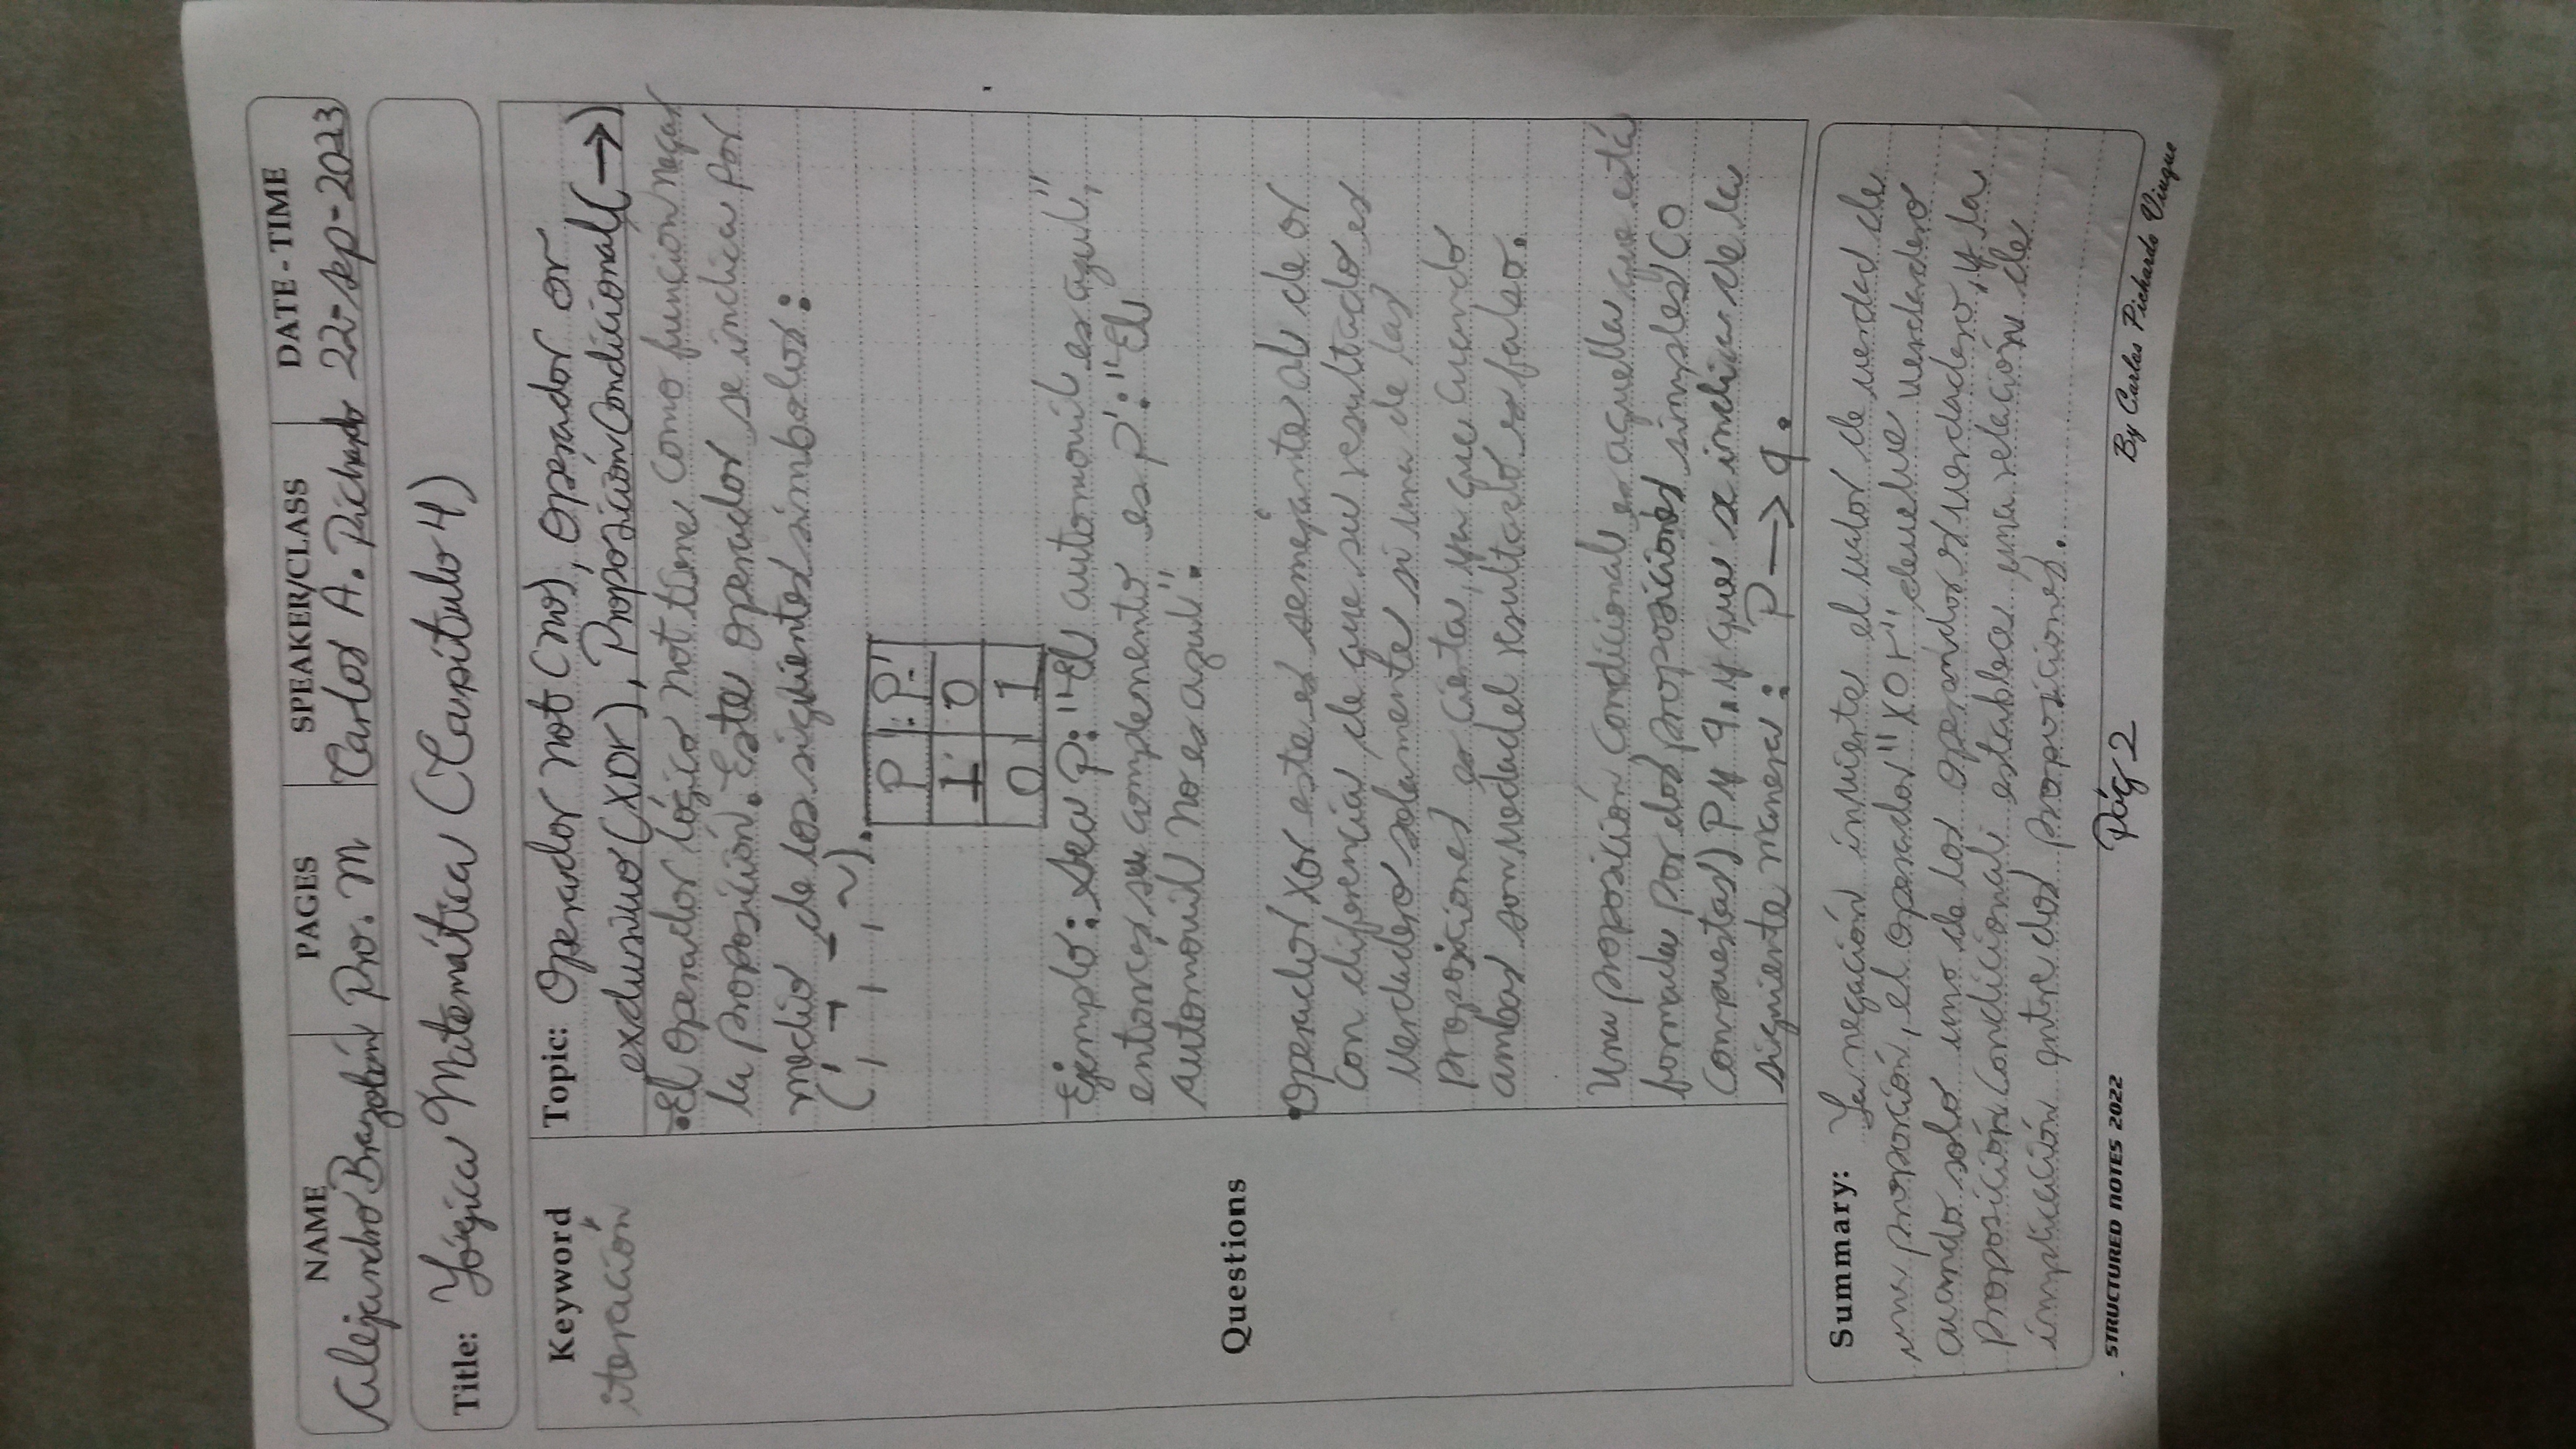 NAME PAGES SPEAKER/CLASS DATE - TIME
Alejandro Brazobán Pro. M Carlos A. Pichardo 22-sep-2023
Title: Lógica Matemática (Capítulo 4)
Keyword
iteración
Topic: Operador not (no), Operador or
exclusivo (XOr), Proposición Condicional (→)
•El operador lógico not tiene como función negar
la proposición. Este operador se indica por
medio de los siguientes simbolos:
(', ¬, -, ~).
P P'
1 0
0 1
Ejemplo: Sea P: "El automovil es azul",
entonces su complemento es P': "El
automóvil no es azul".
Questions
•Operador Xor este es semejante al de or
con diferencia de que su resultado es
verdadero solamente si una de las
proposiciones es cierta, ya que cuando
ambas son vedad el resultado es falso.
Una proposición condicional es aquella que está
formada por dos proposiciones simples (o
compuestas) P y q. y que se indica de la
siguiente manera: P → q.
Summary: La negación invierte el valor de verdad de
una proporción, el operador "XOr" devuelve verdardero
cuando solo uno de los operandos es verdadero, y la
proposición condicional establece una relación de
implicación entre dos proposiciones.
STRUCTURED NOTES 2022 Pág 2 By Carlos Pichardo Viuque